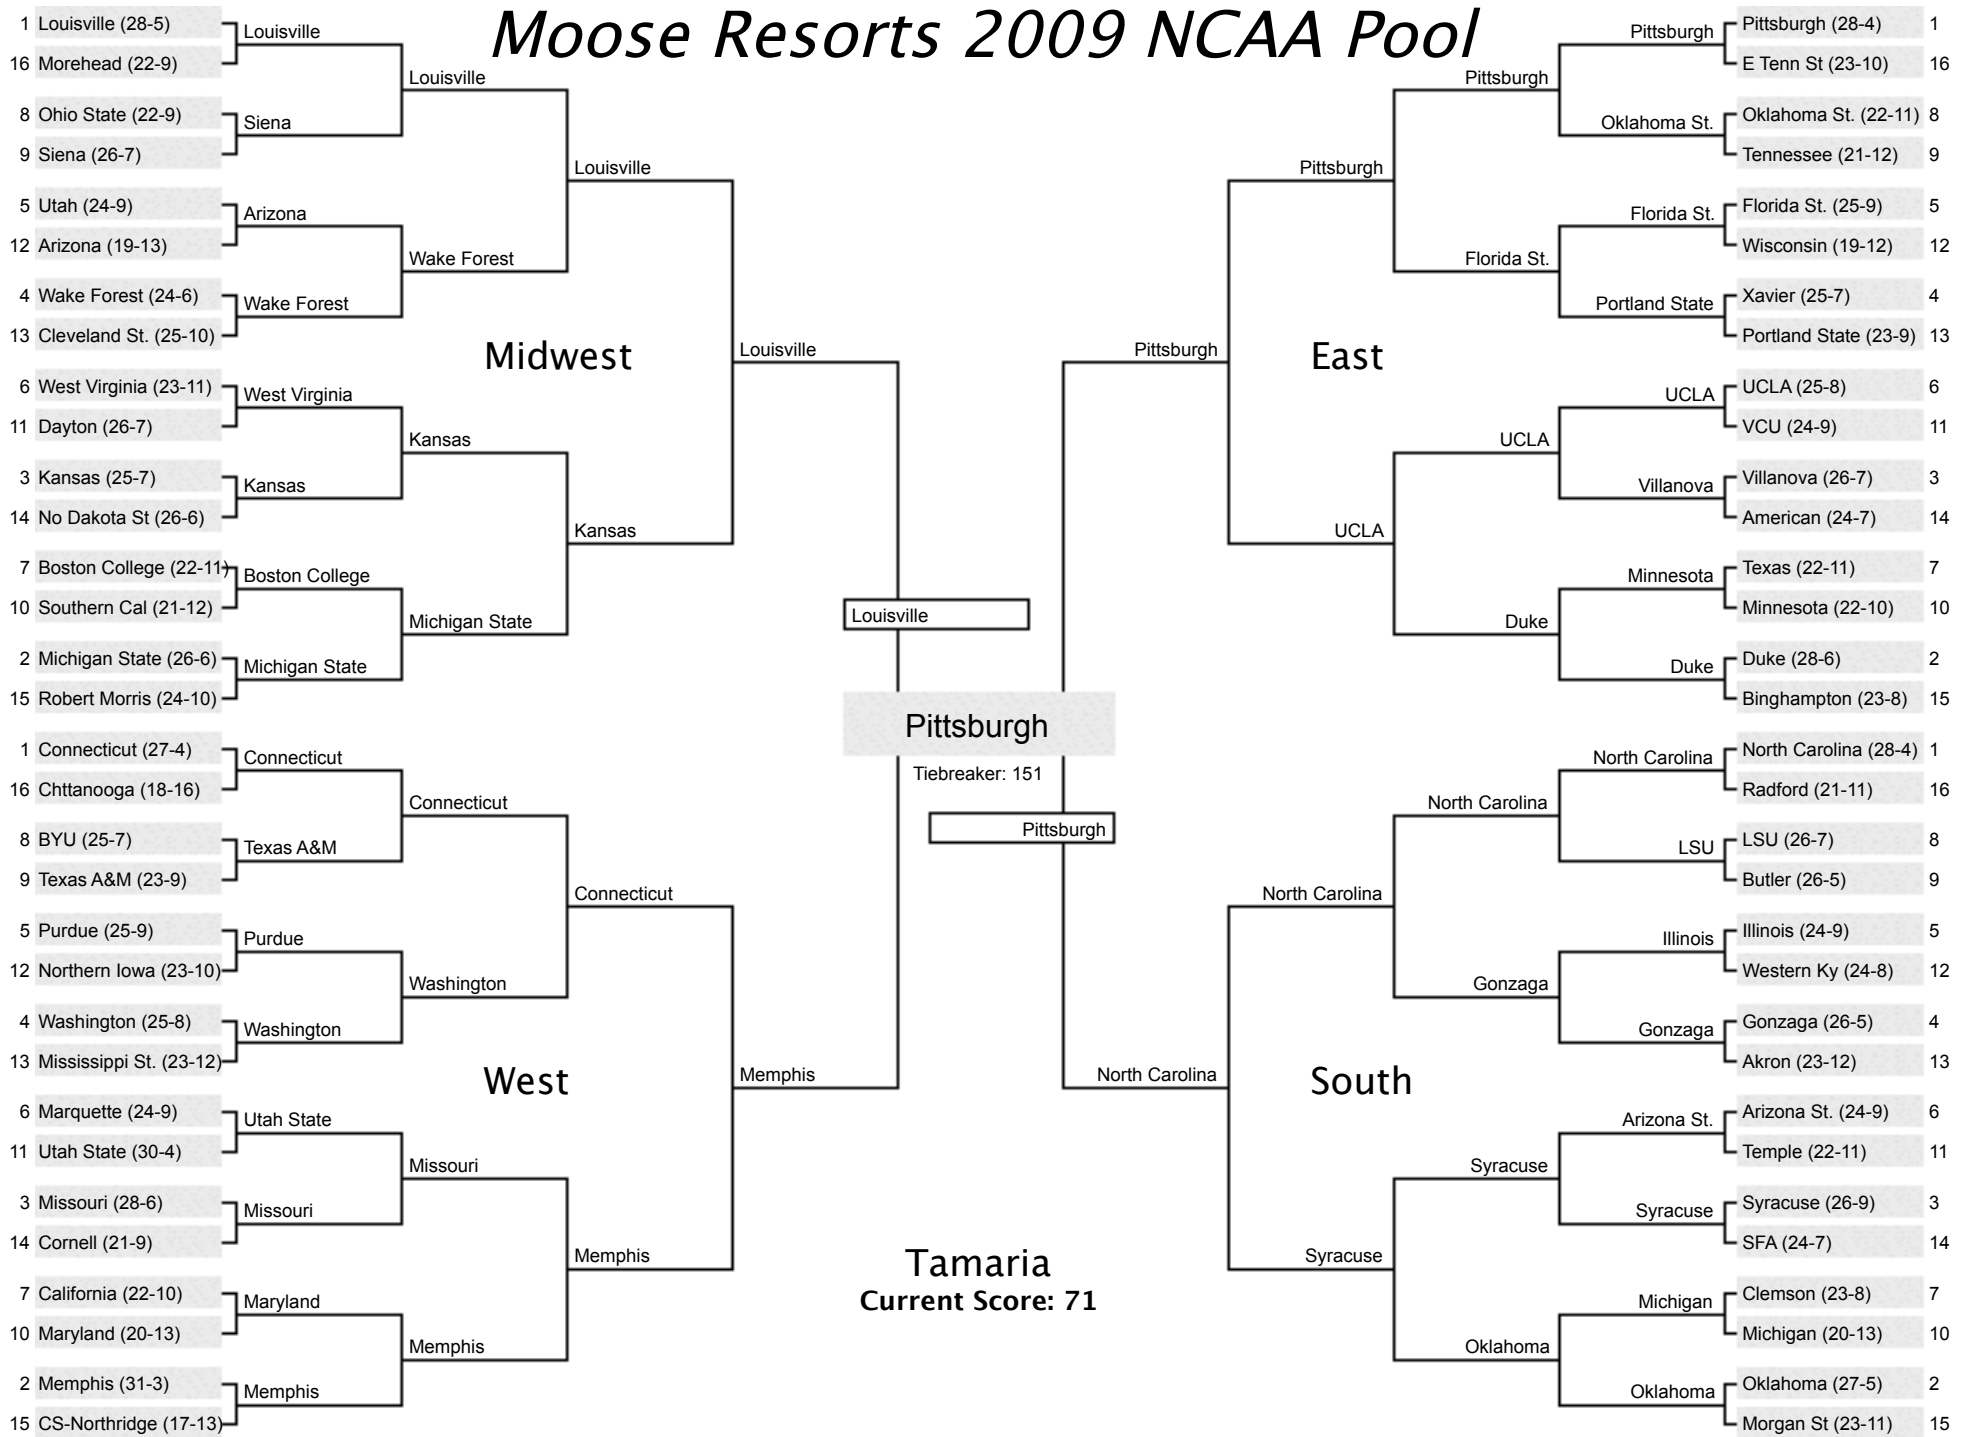 Moose Resorts 2009 NCAA Pool
1 Louisville (28-5)
16 Morehead (22-9)
8 Ohio State (22-9)
9 Siena (26-7)
5 Utah (24-9)
12 Arizona (19-13)
4 Wake Forest (24-6)
13 Cleveland St. (25-10)
6 West Virginia (23-11)
11 Dayton (26-7)
3 Kansas (25-7)
14 No Dakota St (26-6)
7 Boston College (22-11)
10 Southern Cal (21-12)
2 Michigan State (26-6)
15 Robert Morris (24-10)
Louisville
Siena
Arizona
Wake Forest
West Virginia
Kansas
Boston College
Michigan State
Louisville
Wake Forest
Kansas
Michigan State
Louisville
Kansas
Midwest
Louisville
1 Connecticut (27-4)
16 Chttanooga (18-16)
8 BYU (25-7)
9 Texas A&M (23-9)
5 Purdue (25-9)
12 Northern Iowa (23-10)
4 Washington (25-8)
13 Mississippi St. (23-12)
6 Marquette (24-9)
11 Utah State (30-4)
3 Missouri (28-6)
14 Cornell (21-9)
7 California (22-10)
10 Maryland (20-13)
2 Memphis (31-3)
15 CS-Northridge (17-13)
Connecticut
Texas A&M
Purdue
Washington
Utah State
Missouri
Maryland
Memphis
Connecticut
Washington
Missouri
Memphis
Connecticut
Memphis
West
Memphis
Louisville
Pittsburgh
Tiebreaker: 151
Pittsburgh
Tamaria
Current Score: 71
Pittsburgh (28-4) 1
E Tenn St (23-10) 16
Oklahoma St. (22-11) 8
Tennessee (21-12) 9
Florida St. (25-9) 5
Wisconsin (19-12) 12
Xavier (25-7) 4
Portland State (23-9) 13
UCLA (25-8) 6
VCU (24-9) 11
Villanova (26-7) 3
American (24-7) 14
Texas (22-11) 7
Minnesota (22-10) 10
Duke (28-6) 2
Binghampton (23-8) 15
Pittsburgh
Oklahoma St.
Florida St.
Portland State
UCLA
Villanova
Minnesota
Duke
Pittsburgh
Florida St.
UCLA
Duke
Pittsburgh
UCLA
East
Pittsburgh
North Carolina (28-4) 1
Radford (21-11) 16
LSU (26-7) 8
Butler (26-5) 9
Illinois (24-9) 5
Western Ky (24-8) 12
Gonzaga (26-5) 4
Akron (23-12) 13
Arizona St. (24-9) 6
Temple (22-11) 11
Syracuse (26-9) 3
SFA (24-7) 14
Clemson (23-8) 7
Michigan (20-13) 10
Oklahoma (27-5) 2
Morgan St (23-11) 15
North Carolina
LSU
Illinois
Gonzaga
Arizona St.
Syracuse
Michigan
Oklahoma
North Carolina
Gonzaga
Syracuse
Oklahoma
North Carolina
Syracuse
South
North Carolina